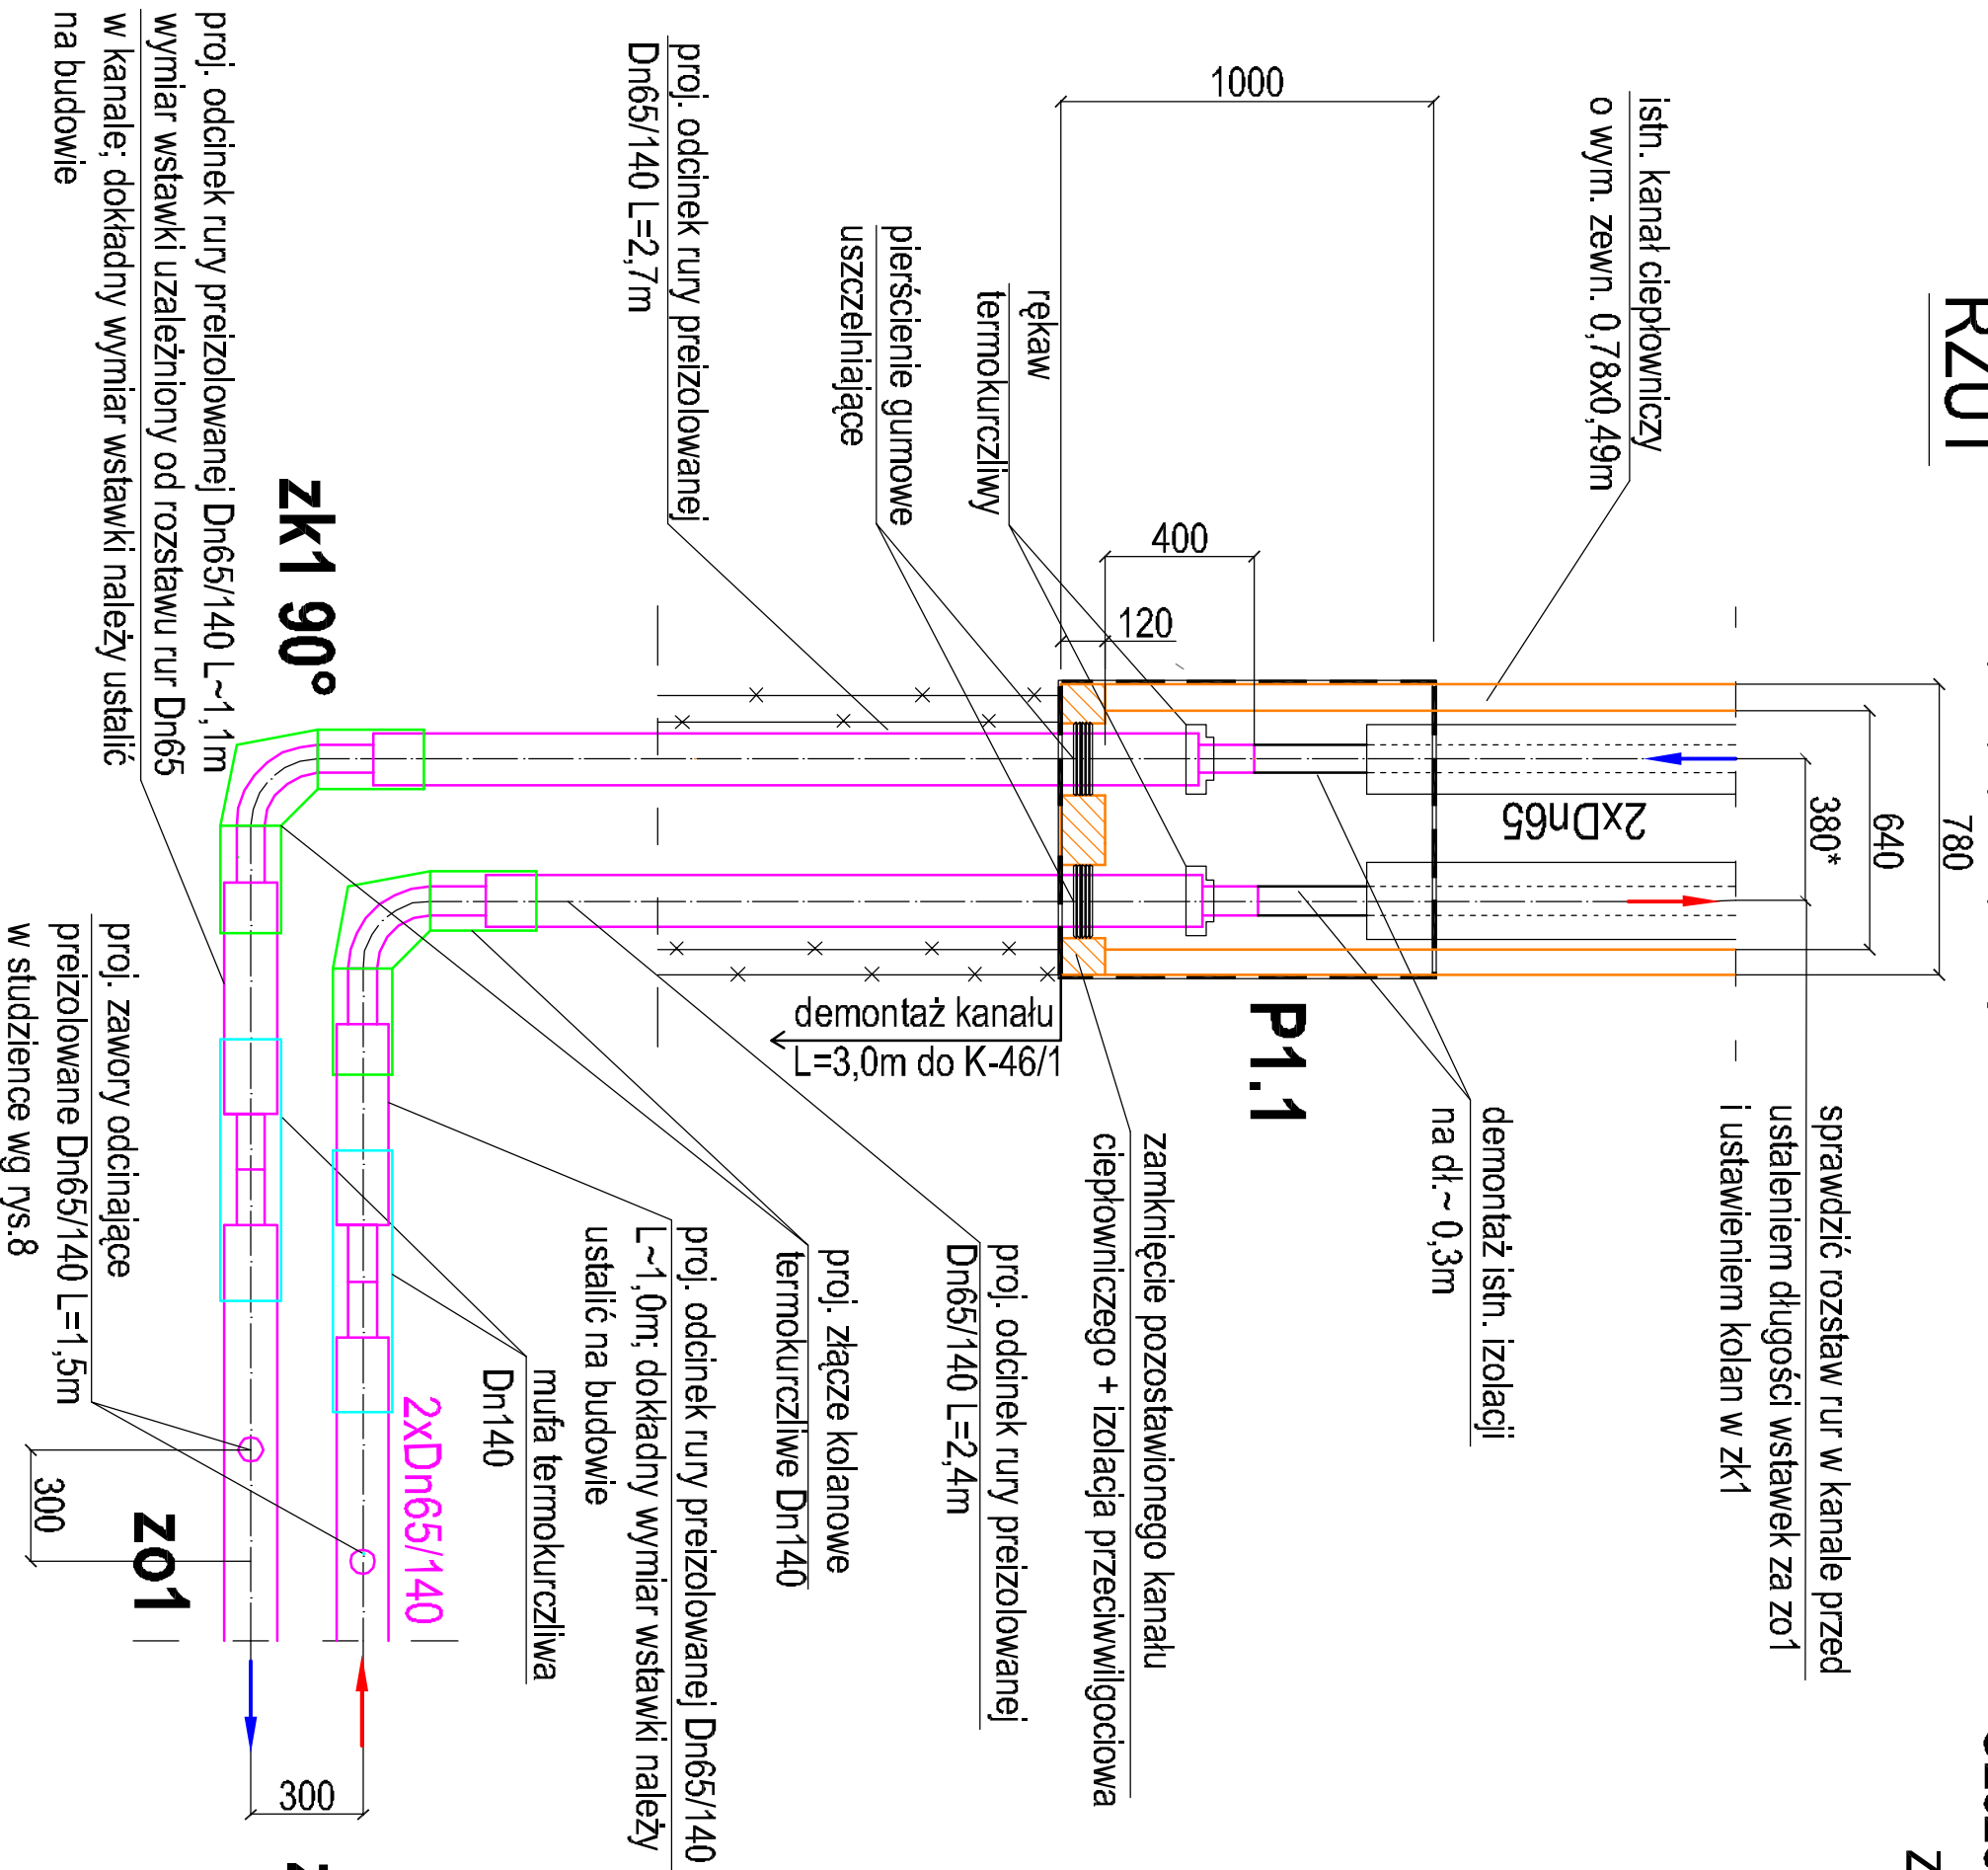 RZUT
istn. kanał ciepłowniczy
o wym. zewn. 0,78x0,49m
1000
400
120
rękaw
termokurczliwy
pierścienie gumowe
uszczelniające
proj. odcinek rury preizolowanej
Dn65/140 L=2,7m
proj. odcinek rury preizolowanej Dn65/140 L~1,1m
wymiar wstawki uzależniony od rozstawu rur Dn65
w kanale; dokładny wymiar wstawki należy ustalić
na budowie
zk1 90°
780
640
380*
2xDn65
P1.1
demontaż kanału
L=3,0m do K-46/1
sprawdzić rozstaw rur w kanale przed
ustaleniem długości wstawek za zo1
i ustawieniem kolan w zk1
demontaż istn. izolacji
na dł.~ 0,3m
zamknięcie pozostawionego kanału
ciepłowniczego + izolacja przeciwwilgociowa
proj. odcinek rury preizolowanej
Dn65/140 L=2,4m
proj. złącze kolanowe
termokurczliwe Dn140
proj. odcinek rury preizolowanej Dn65/140
L~1,0m; dokładny wymiar wstawki należy
ustalić na budowie
mufa termokurczliwa
Dn140
2xDn65/140
proj. zawory odcinające
preizolowane Dn65/140 L=1,5m
w studzience wg rys.8
300
zo1
300